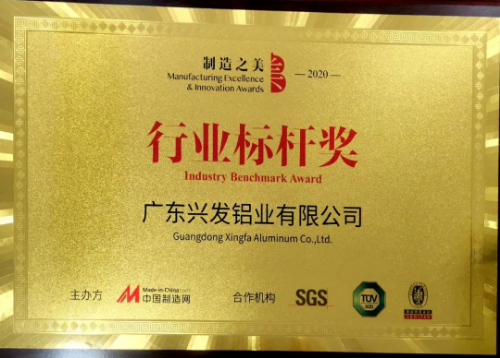 制造之美
Manufacturing Excellence
& Innovation Awards
— 2020 —
行业标杆奖
Industry Benchmark Award
广东兴发铝业有限公司
Guangdong Xingfa Aluminum Co.,Ltd.
主办方 Made-in-China.com 中国制造网 合作机构 SGS TÜV
BUREAU VERITAS